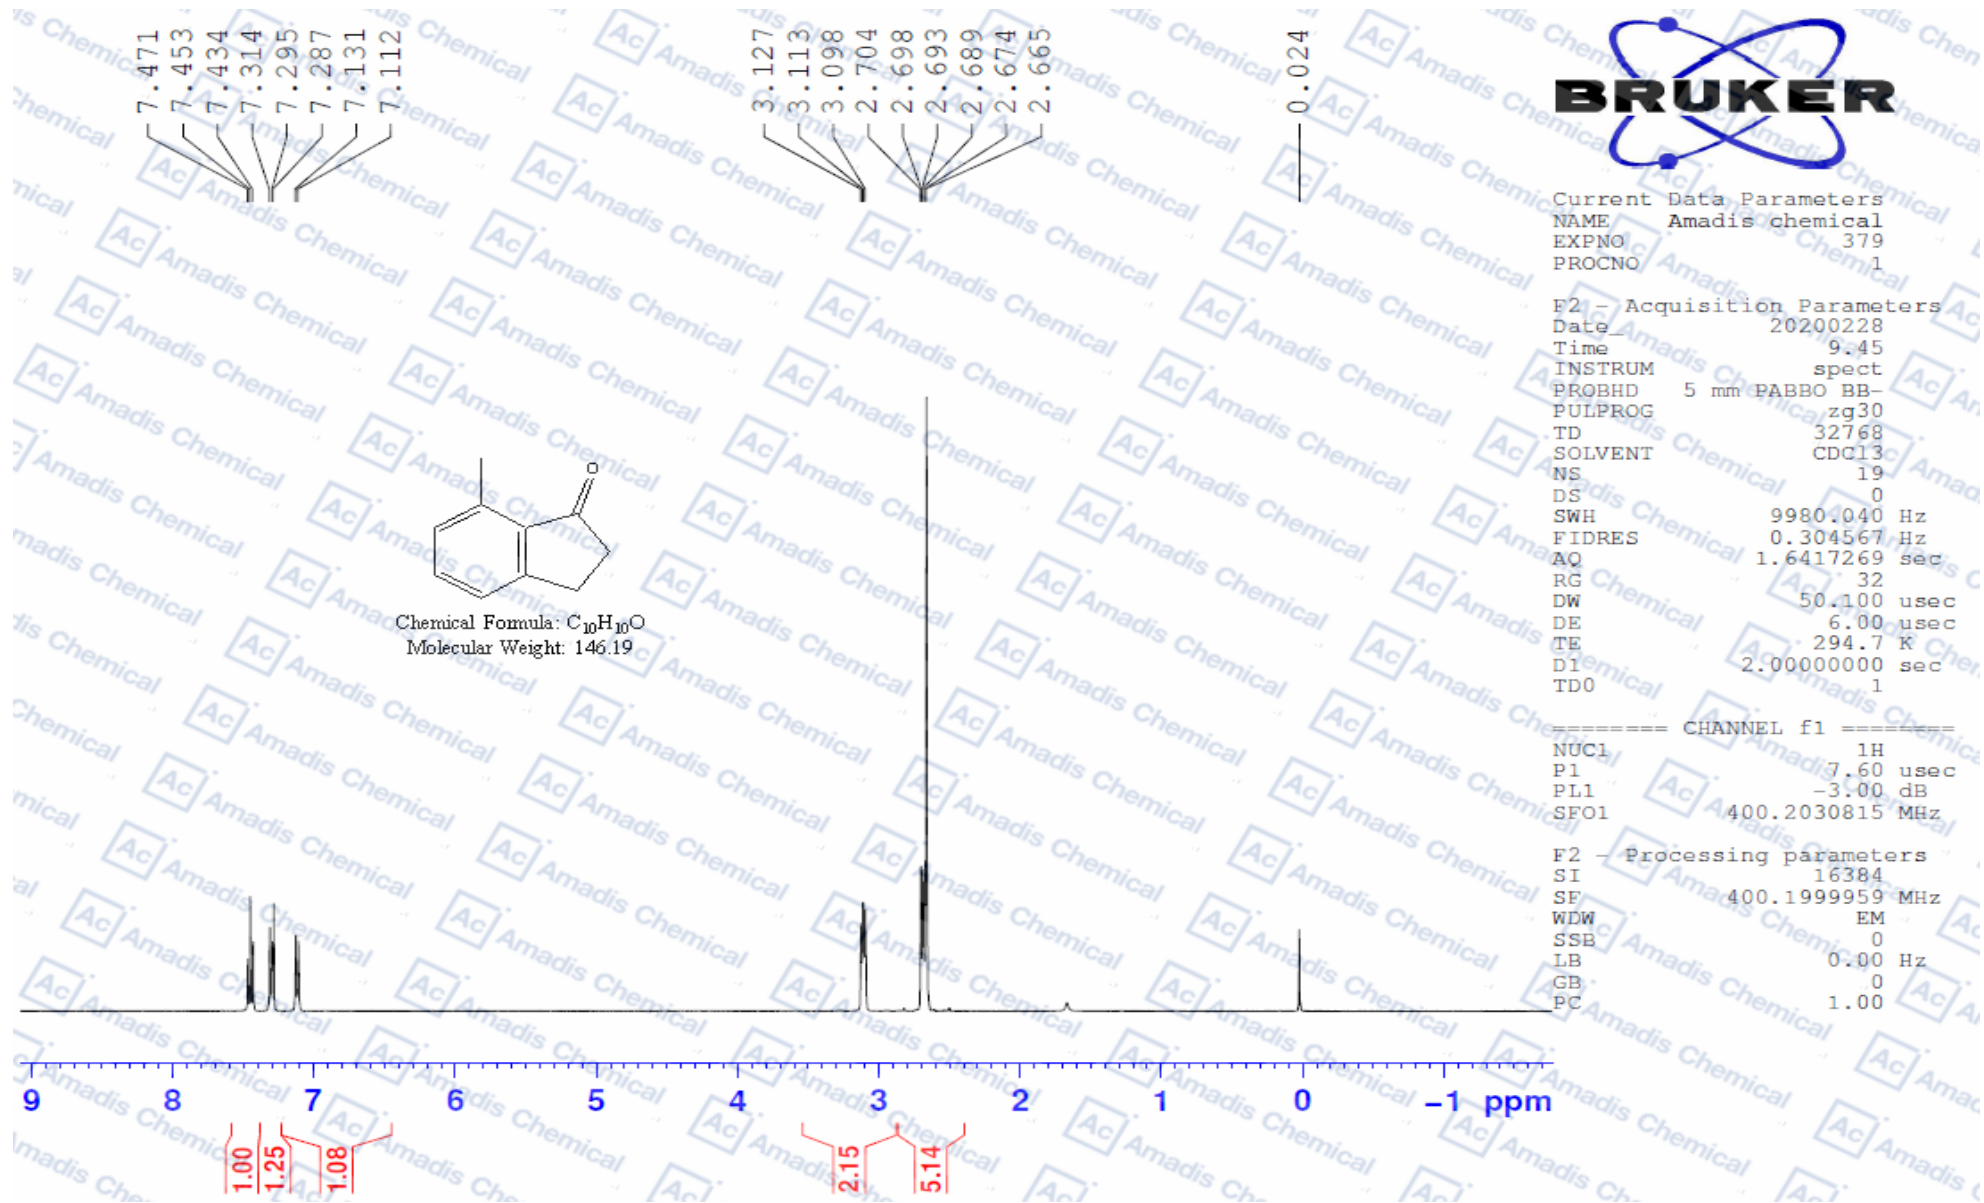 7.471
7.453
7.434
7.314
7.295
7.287
7.131
7.112
3.127
3.113
3.098
2.704
2.698
2.693
2.689
2.674
2.665
0.024
BRUKER
Current Data Parameters
NAME Amadis chemical
EXPNO 379
PROCNO 1
F2 - Acquisition Parameters
Date_ 20200228
Time 9.45
INSTRUM spect
PROBHD 5 mm PABBO BB-
PULPROG zg30
TD 32768
SOLVENT CDCl3
NS 19
DS 0
SWH 9980.040 Hz
FIDRES 0.304567 Hz
AQ 1.6417269 sec
RG 32
DW 50.100 usec
DE 6.00 usec
TE 294.7 K
D1 2.00000000 sec
TD0 1
======== CHANNEL f1 ========
NUC1 1H
P1 7.60 usec
PL1 -3.00 dB
SFO1 400.2030815 MHz
F2 - Processing parameters
SI 16384
SF 400.1999959 MHz
WDW EM
SSB 0
LB 0.00 Hz
GB 0
PC 1.00
O
Chemical Formula: C10H10O
Molecular Weight: 146.19
9 8 7 6 5 4 3 2 1 0 -1 ppm
1.00
1.25
1.08
2.15
5.14
Ac Amadis Chemical